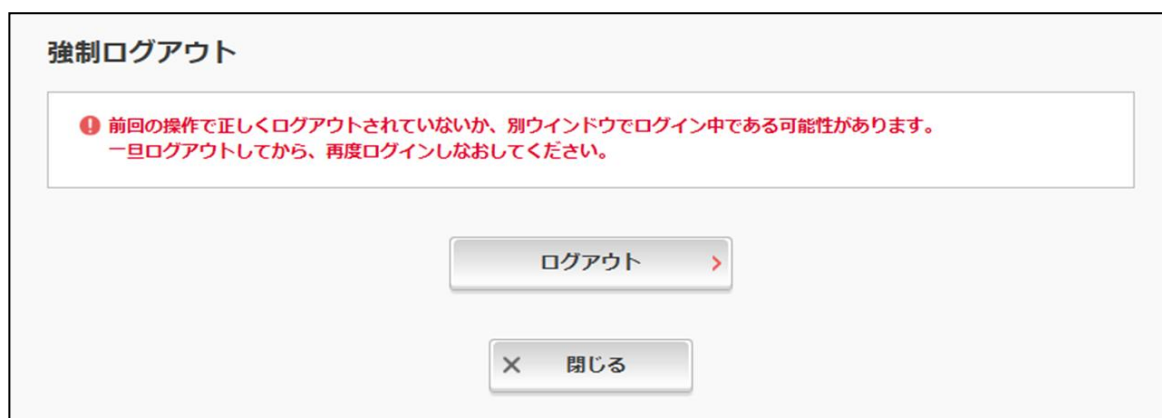 強制ログアウト
前回の操作で正しくログアウトされていないか、別ウインドウでログイン中である可能性があります。
一旦ログアウトしてから、再度ログインしなおしてください。
ログアウト
閉じる